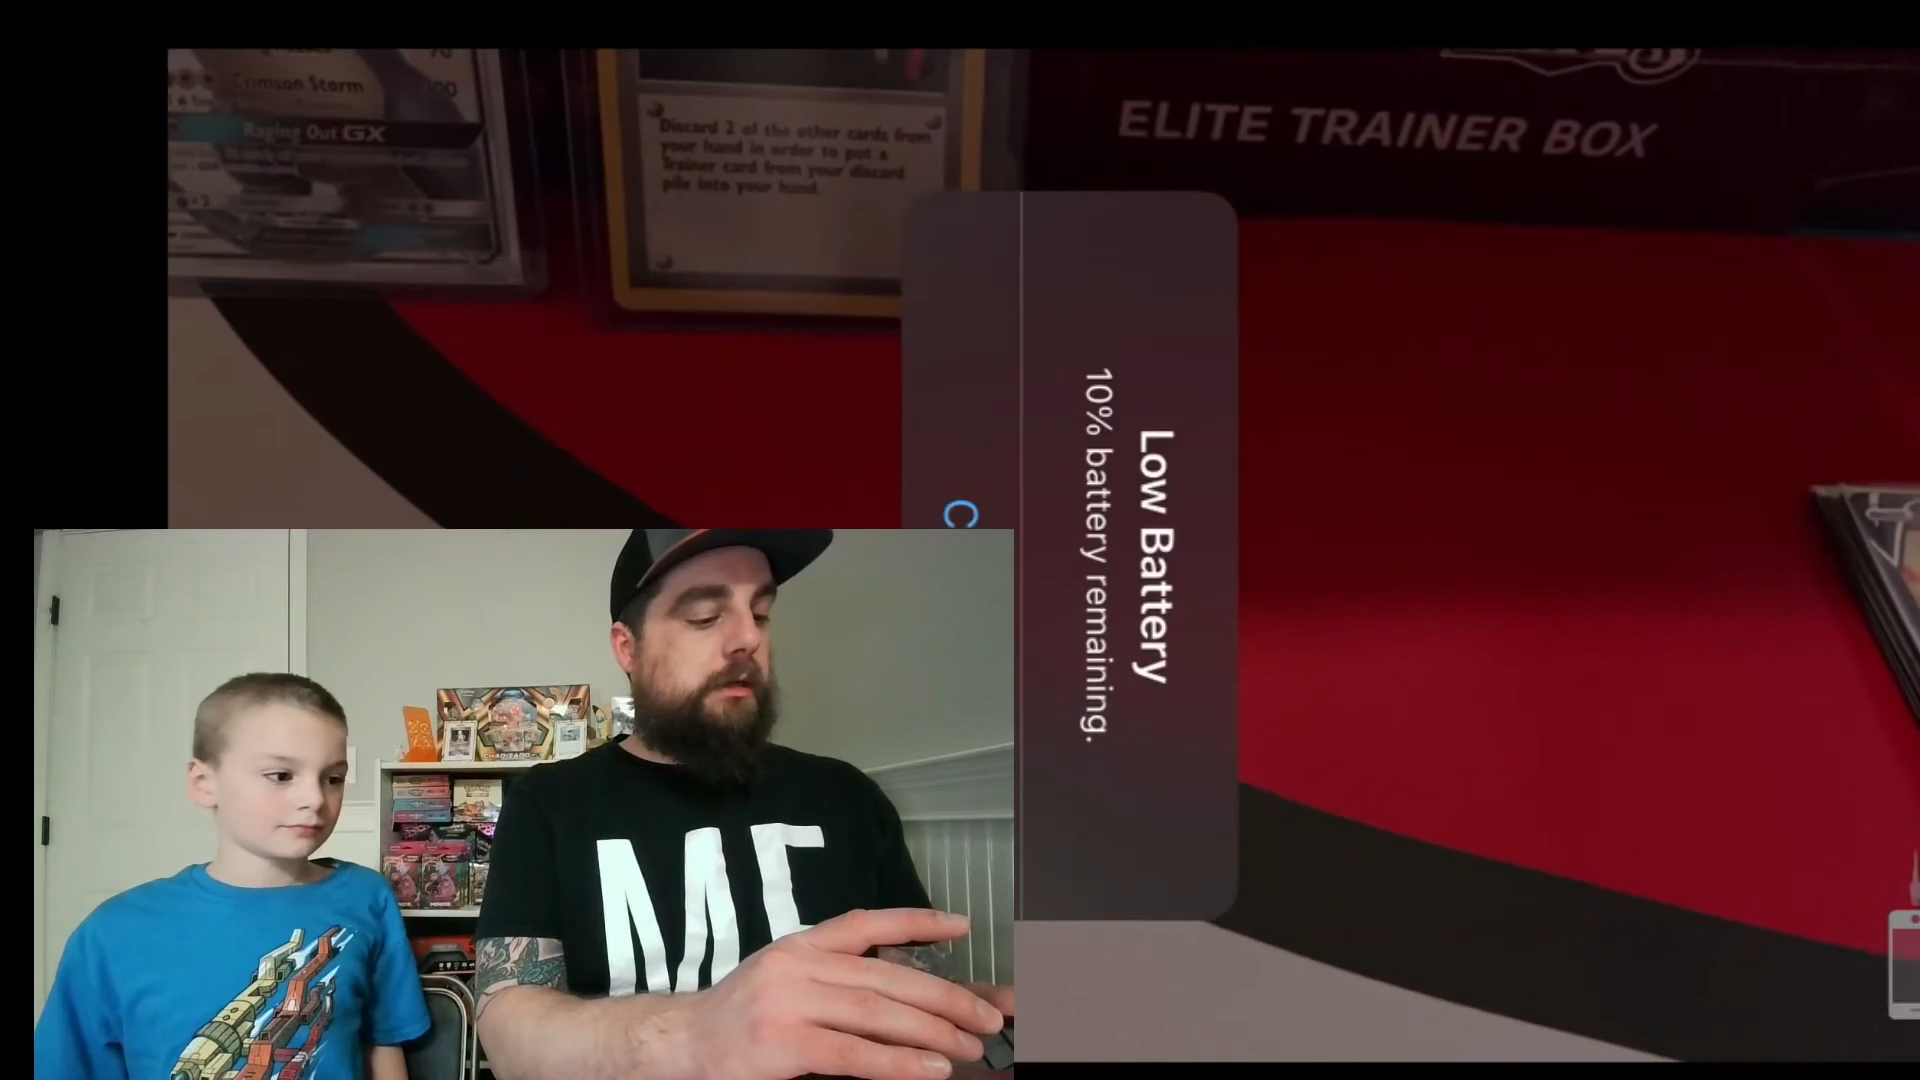 Crimson Storm
Raging Out GX
Discard 2 of the other cards from
your hand in order to put a
Trainer card from your discard
pile into your hand.
ELITE TRAINER BOX
Low Battery
10% battery remaining.
C
ME